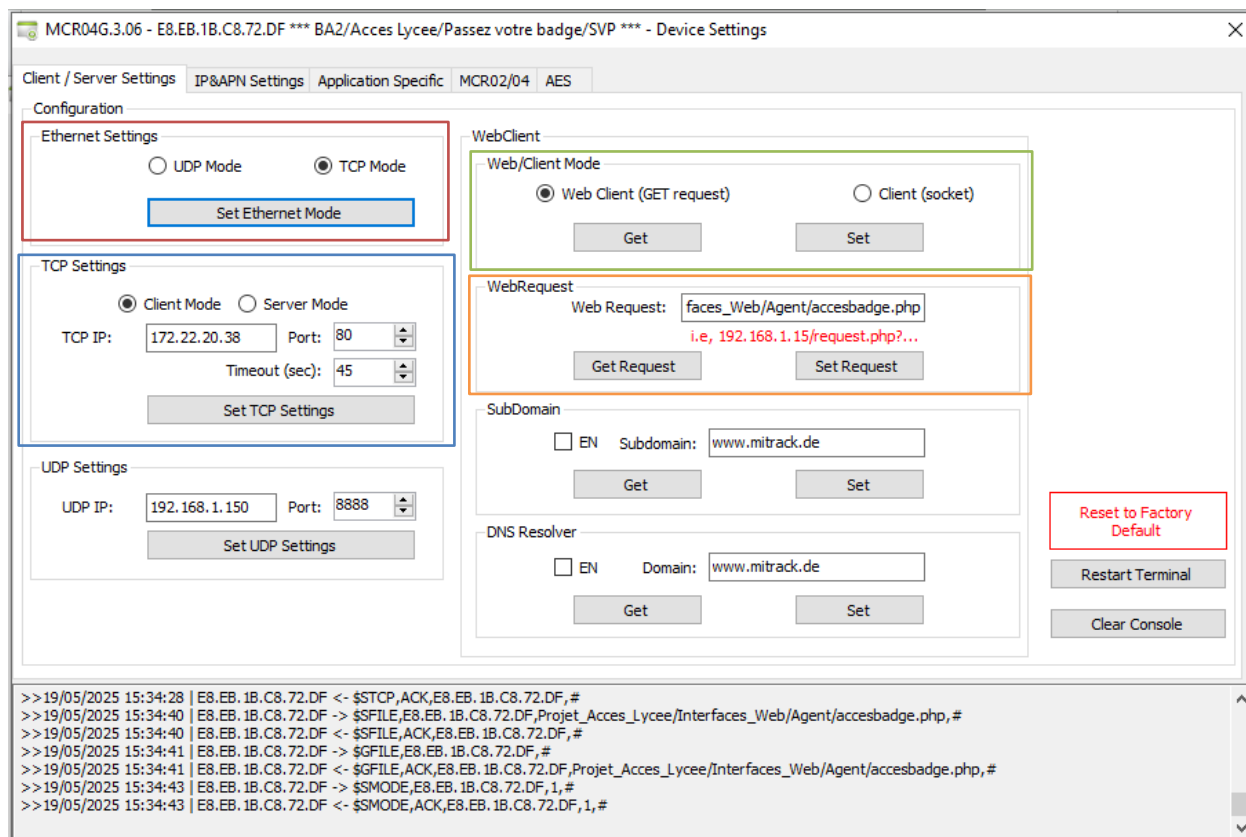 MCR04G.3.06 - E8.EB.1B.C8.72.DF *** BA2/Acces Lycee/Passez votre badge/SVP *** - Device Settings
Client / Server Settings IP&APN Settings Application Specific MCR02/04 AES
Configuration
Ethernet Settings
UDP Mode TCP Mode
Set Ethernet Mode
TCP Settings
Client Mode Server Mode
TCP IP: 172.22.20.38 Port: 80
Timeout (sec): 45
Set TCP Settings
UDP Settings
UDP IP: 192.168.1.150 Port: 8888
Set UDP Settings
WebClient
Web/Client Mode
Web Client (GET request) Client (socket)
Get Set
WebRequest
Web Request: faces_Web/Agent/accesbadge.php
i.e, 192.168.1.15/request.php?...
Get Request Set Request
SubDomain
EN Subdomain: www.mitrack.de
Get Set
DNS Resolver
EN Domain: www.mitrack.de
Get Set
Reset to Factory
Default
Restart Terminal
Clear Console
>>19/05/2025 15:34:28 | E8.EB.1B.C8.72.DF <- $STCP,ACK,E8.EB.1B.C8.72.DF,#
>>19/05/2025 15:34:40 | E8.EB.1B.C8.72.DF -> $SFILE,E8.EB.1B.C8.72.DF,Projet_Acces_Lycee/Interfaces_Web/Agent/accesbadge.php,#
>>19/05/2025 15:34:40 | E8.EB.1B.C8.72.DF <- $SFILE,ACK,E8.EB.1B.C8.72.DF,#
>>19/05/2025 15:34:41 | E8.EB.1B.C8.72.DF -> $GFILE,E8.EB.1B.C8.72.DF,#
>>19/05/2025 15:34:41 | E8.EB.1B.C8.72.DF <- $GFILE,ACK,E8.EB.1B.C8.72.DF,Projet_Acces_Lycee/Interfaces_Web/Agent/accesbadge.php,#
>>19/05/2025 15:34:43 | E8.EB.1B.C8.72.DF -> $SMODE,E8.EB.1B.C8.72.DF,1,#
>>19/05/2025 15:34:43 | E8.EB.1B.C8.72.DF <- $SMODE,ACK,E8.EB.1B.C8.72.DF,1,#